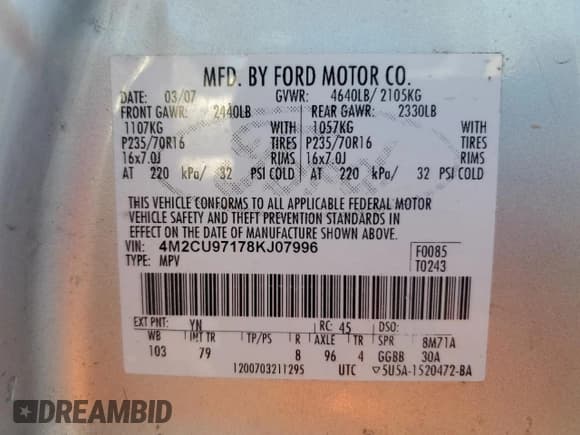 MFD. BY FORD MOTOR CO.
DATE: 03/07 GVWR: 4640LB/ 2105KG
FRONT GAWR: 2440LB REAR GAWR: 2330LB
1107KG WITH 1057KG WITH
P235/70R16 TIRES P235/70R16 TIRES
16x7.0J RIMS 16x7.0J RIMS
AT 220 kPa/ 32 PSI COLD AT 220 kPa/ 32 PSI COLD
THIS VEHICLE CONFORMS TO ALL APPLICABLE FEDERAL MOTOR
VEHICLE SAFETY AND THEFT PREVENTION STANDARDS IN
EFFECT ON THE DATE OF MANUFACTURE SHOWN ABOVE.
VIN: 4M2CU97178KJ07996 F0085
TYPE: MPV T0243
EXT PNT: YN RC: 45 DSO:
WB INT TR TP/PS R AXLE TR SPR 8M71A
103 79 8 96 4 GGBB 30A
1200703211295 UTC ▽5U5A-1520472-BA
DREAMBID